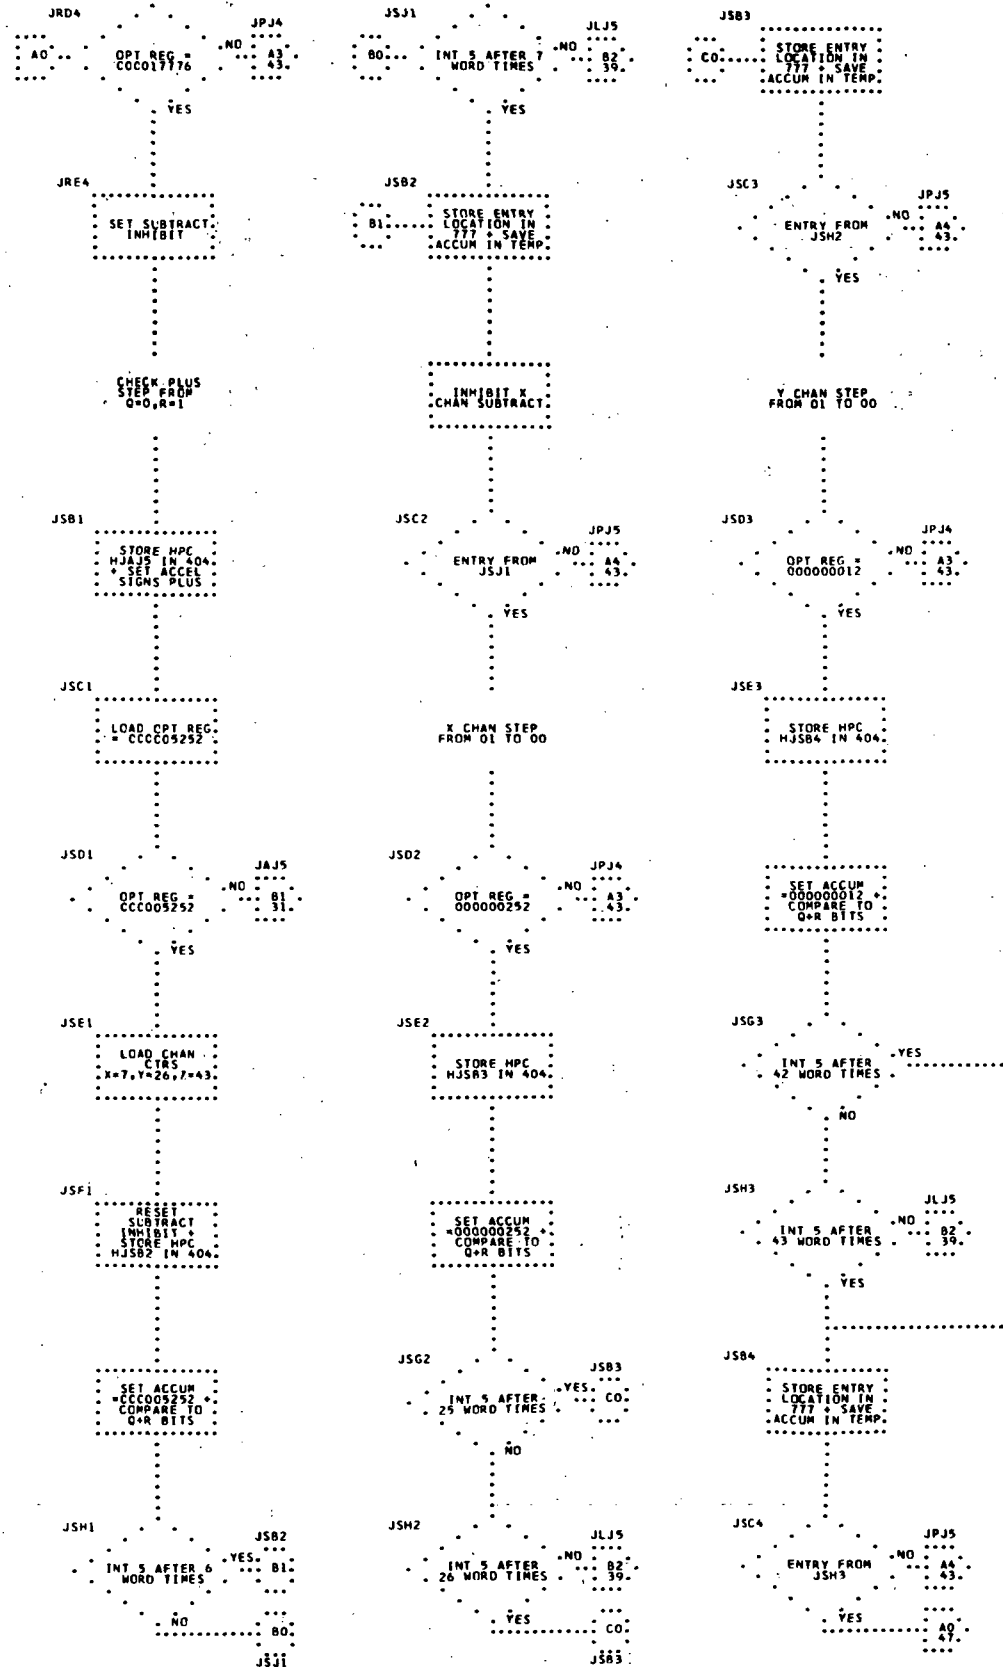 JRD4
JPJ4
A0
OPT REG =
COC017776
NO
A3
43
YES
JRE4
SET SUBTRACT
INHIBIT
CHECK PLUS
STEP FROM
Q=0,R=1
JSB1
STORE HPC
HJAJ5 IN 404
+ SET ACCEL
SIGNS PLUS
JSC1
LOAD OPT REG
= CCCC05252
JSD1
JAJ5
OPT REG =
CCC005252
NO
B1
31
YES
JSE1
LOAD CHAN
CTRS
X=7,Y=26,Z=43
JSF1
RESET
SUBTRACT
INHIBIT +
STORE HPC
HJSB2 IN 404
SET ACCUM
=CCC005252 +
COMPARE TO
Q+R BITS
JSH1
JSB2
INT 5 AFTER 6
WORD TIMES
YES
B1
NO
B0
JSJ1
JSJ1
JLJ5
B0
INT 5 AFTER 7
WORD TIMES
NO
B2
39
YES
JSB2
B1
STORE ENTRY
LOCATION IN
777 + SAVE
ACCUM IN TEMP
INHIBIT X
CHAN SUBTRACT
JSC2
JPJ5
ENTRY FROM
JSJ1
NO
A4
43
YES
X CHAN STEP
FROM 01 TO 00
JSD2
JPJ4
OPT REG =
000000252
NO
A3
43
YES
JSE2
STORE HPC
HJSB3 IN 404
SET ACCUM
=000000252 +
COMPARE TO
Q+R BITS
JSG2
JSB3
INT 5 AFTER
25 WORD TIMES
YES
C0
NO
JSH2
JLJ5
INT 5 AFTER
26 WORD TIMES
NO
B2
39
YES
C0
JSB3
JSB3
C0
STORE ENTRY
LOCATION IN
777 + SAVE
ACCUM IN TEMP
JSC3
JPJ5
ENTRY FROM
JSH2
NO
A4
43
YES
Y CHAN STEP
FROM 01 TO 00
JSD3
JPJ4
OPT REG =
000000012
NO
A3
43
YES
JSE3
STORE HPC
HJSB4 IN 404
SET ACCUM
=000000012 +
COMPARE TO
Q+R BITS
JSG3
INT 5 AFTER
42 WORD TIMES
YES
NO
JSH3
JLJ5
INT 5 AFTER
43 WORD TIMES
NO
B2
39
YES
JSB4
STORE ENTRY
LOCATION IN
777 + SAVE
ACCUM IN TEMP
JSC4
JPJ5
ENTRY FROM
JSH3
NO
A4
43
YES
A0
47